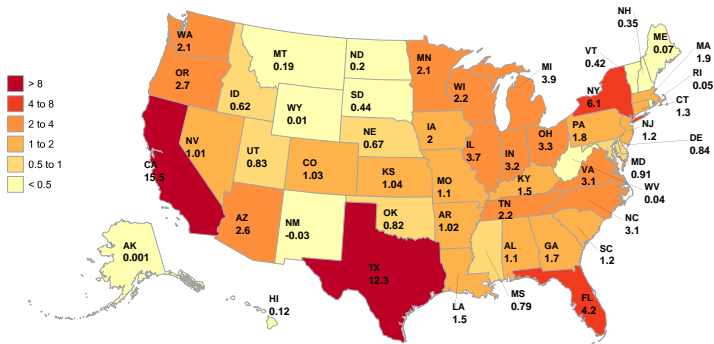 > 8
4 to 8
2 to 4
1 to 2
0.5 to 1
< 0.5
WA
2.1
OR
2.7
CA
15.5
ID
0.62
NV
1.01
MT
0.19
WY
0.01
UT
0.83
AZ
2.6
CO
1.03
NM
-0.03
ND
0.2
SD
0.44
NE
0.67
KS
1.04
OK
0.82
TX
12.3
MN
2.1
IA
2
MO
1.1
AR
1.02
LA
1.5
WI
2.2
IL
3.7
MI
3.9
IN
3.2
OH
3.3
KY
1.5
TN
2.2
MS
0.79
AL
1.1
GA
1.7
FL
4.2
SC
1.2
NC
3.1
VA
3.1
WV
0.04
MD
0.91
DE
0.84
PA
1.8
NJ
1.2
NY
6.1
CT
1.3
RI
0.05
MA
1.9
VT
0.42
NH
0.35
ME
0.07
AK
0.001
HI
0.12